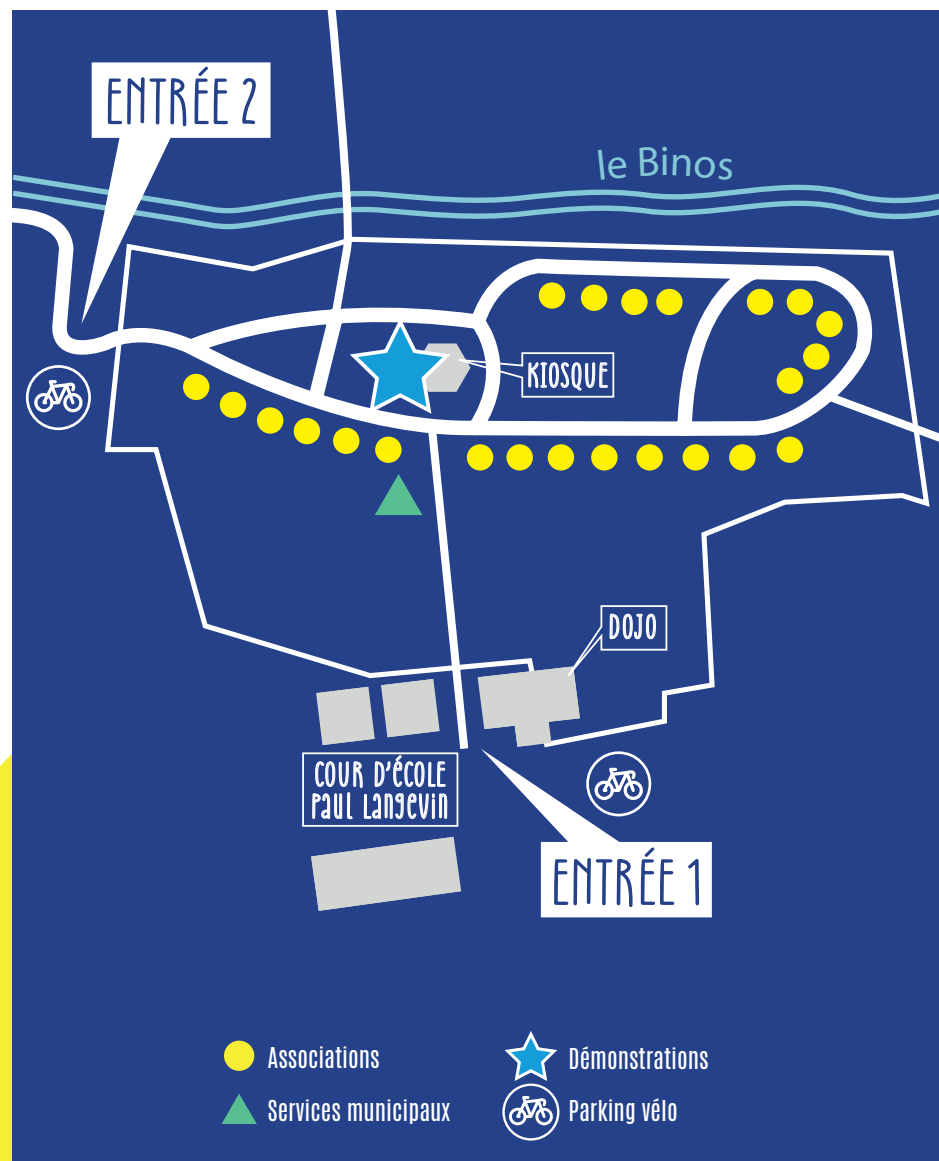 ENTRÉE 2
le Binos
KIOSQUE
DOJO
COUR D'ÉCOLE
PAUL LANGEVIN
ENTRÉE 1
Associations
Démonstrations
Services municipaux
Parking vélo